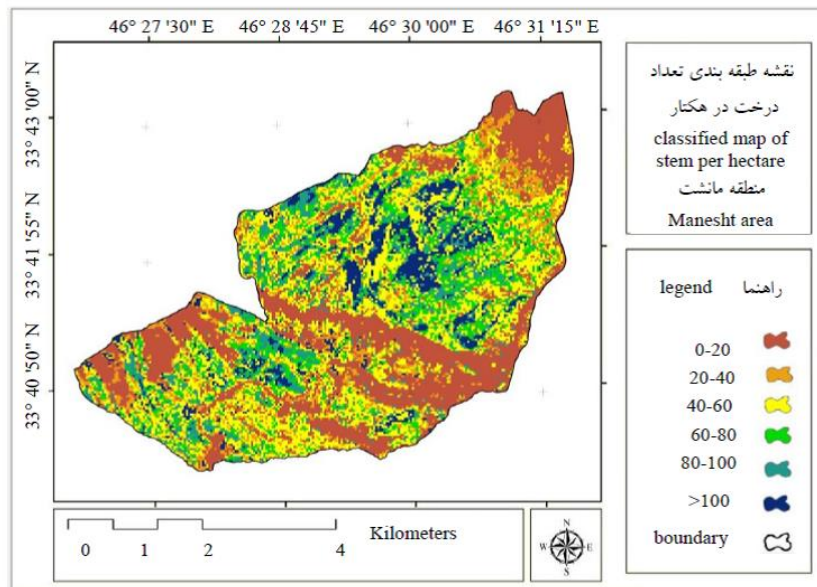 46° 27 '30" E
46° 28 '45" E
46° 30 '00" E
46° 31 '15" E
33° 43 '00" N
33° 41 '55" N
33° 40 '50" N
نقشه طبقه بندی تعداد
درخت در هکتار
classified map of
stem per hectare
منطقه مانشت
Manesht area
legend راهنما
0-20
20-40
40-60
60-80
80-100
>100
boundary
Kilometers
0 1 2 4
N
W E
S